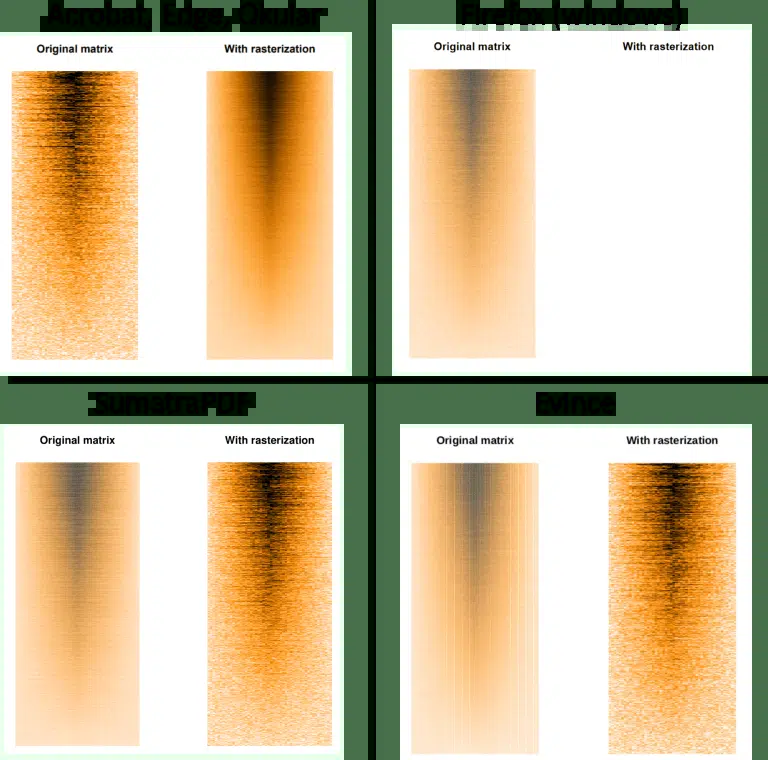 Acrobat, Edge, Okular
Original matrix
With rasterization
Firefox (windows)
Original matrix
With rasterization
SumatraPDF
Original matrix
With rasterization
Evince
Original matrix
With rasterization